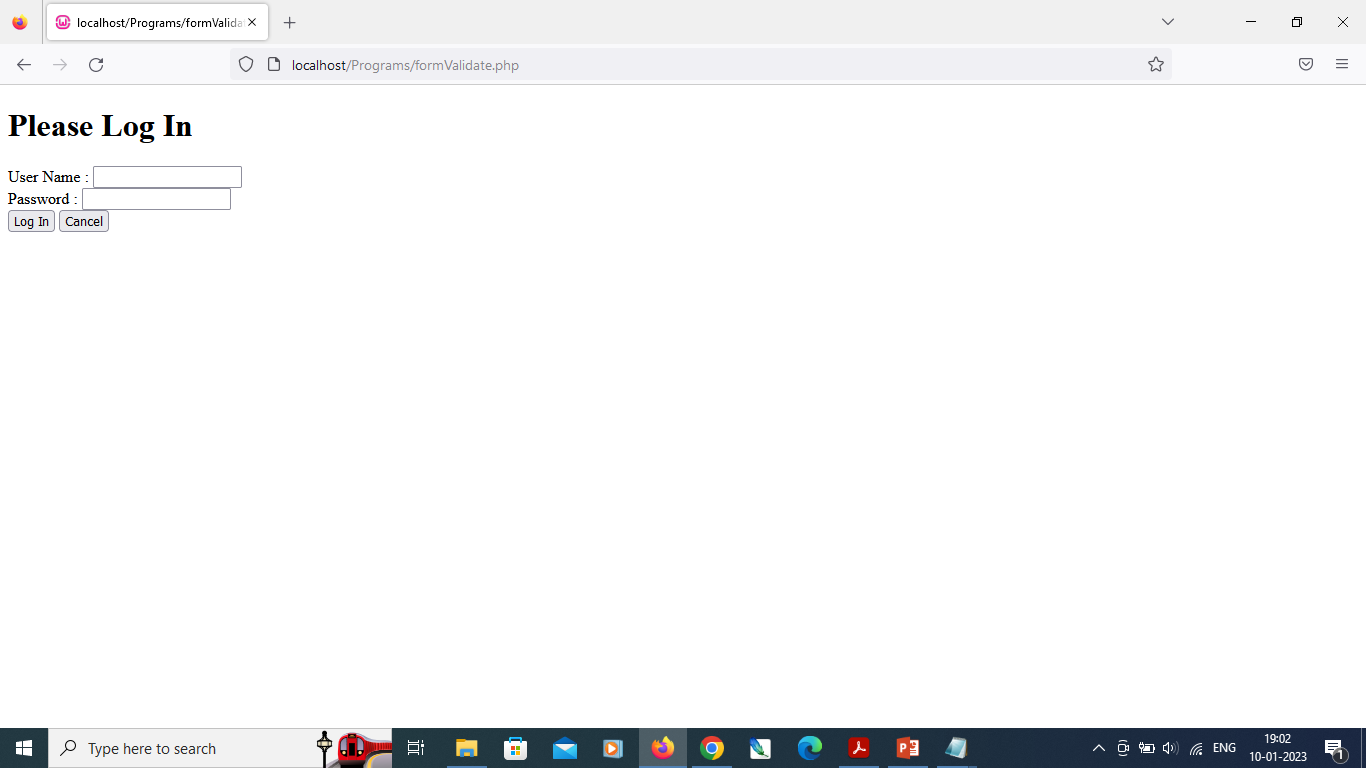 localhost/Programs/formValida
localhost/Programs/formValidate.php
Please Log In
User Name :
Password :
Log In Cancel
Type here to search
ENG
19:02
10-01-2023
1